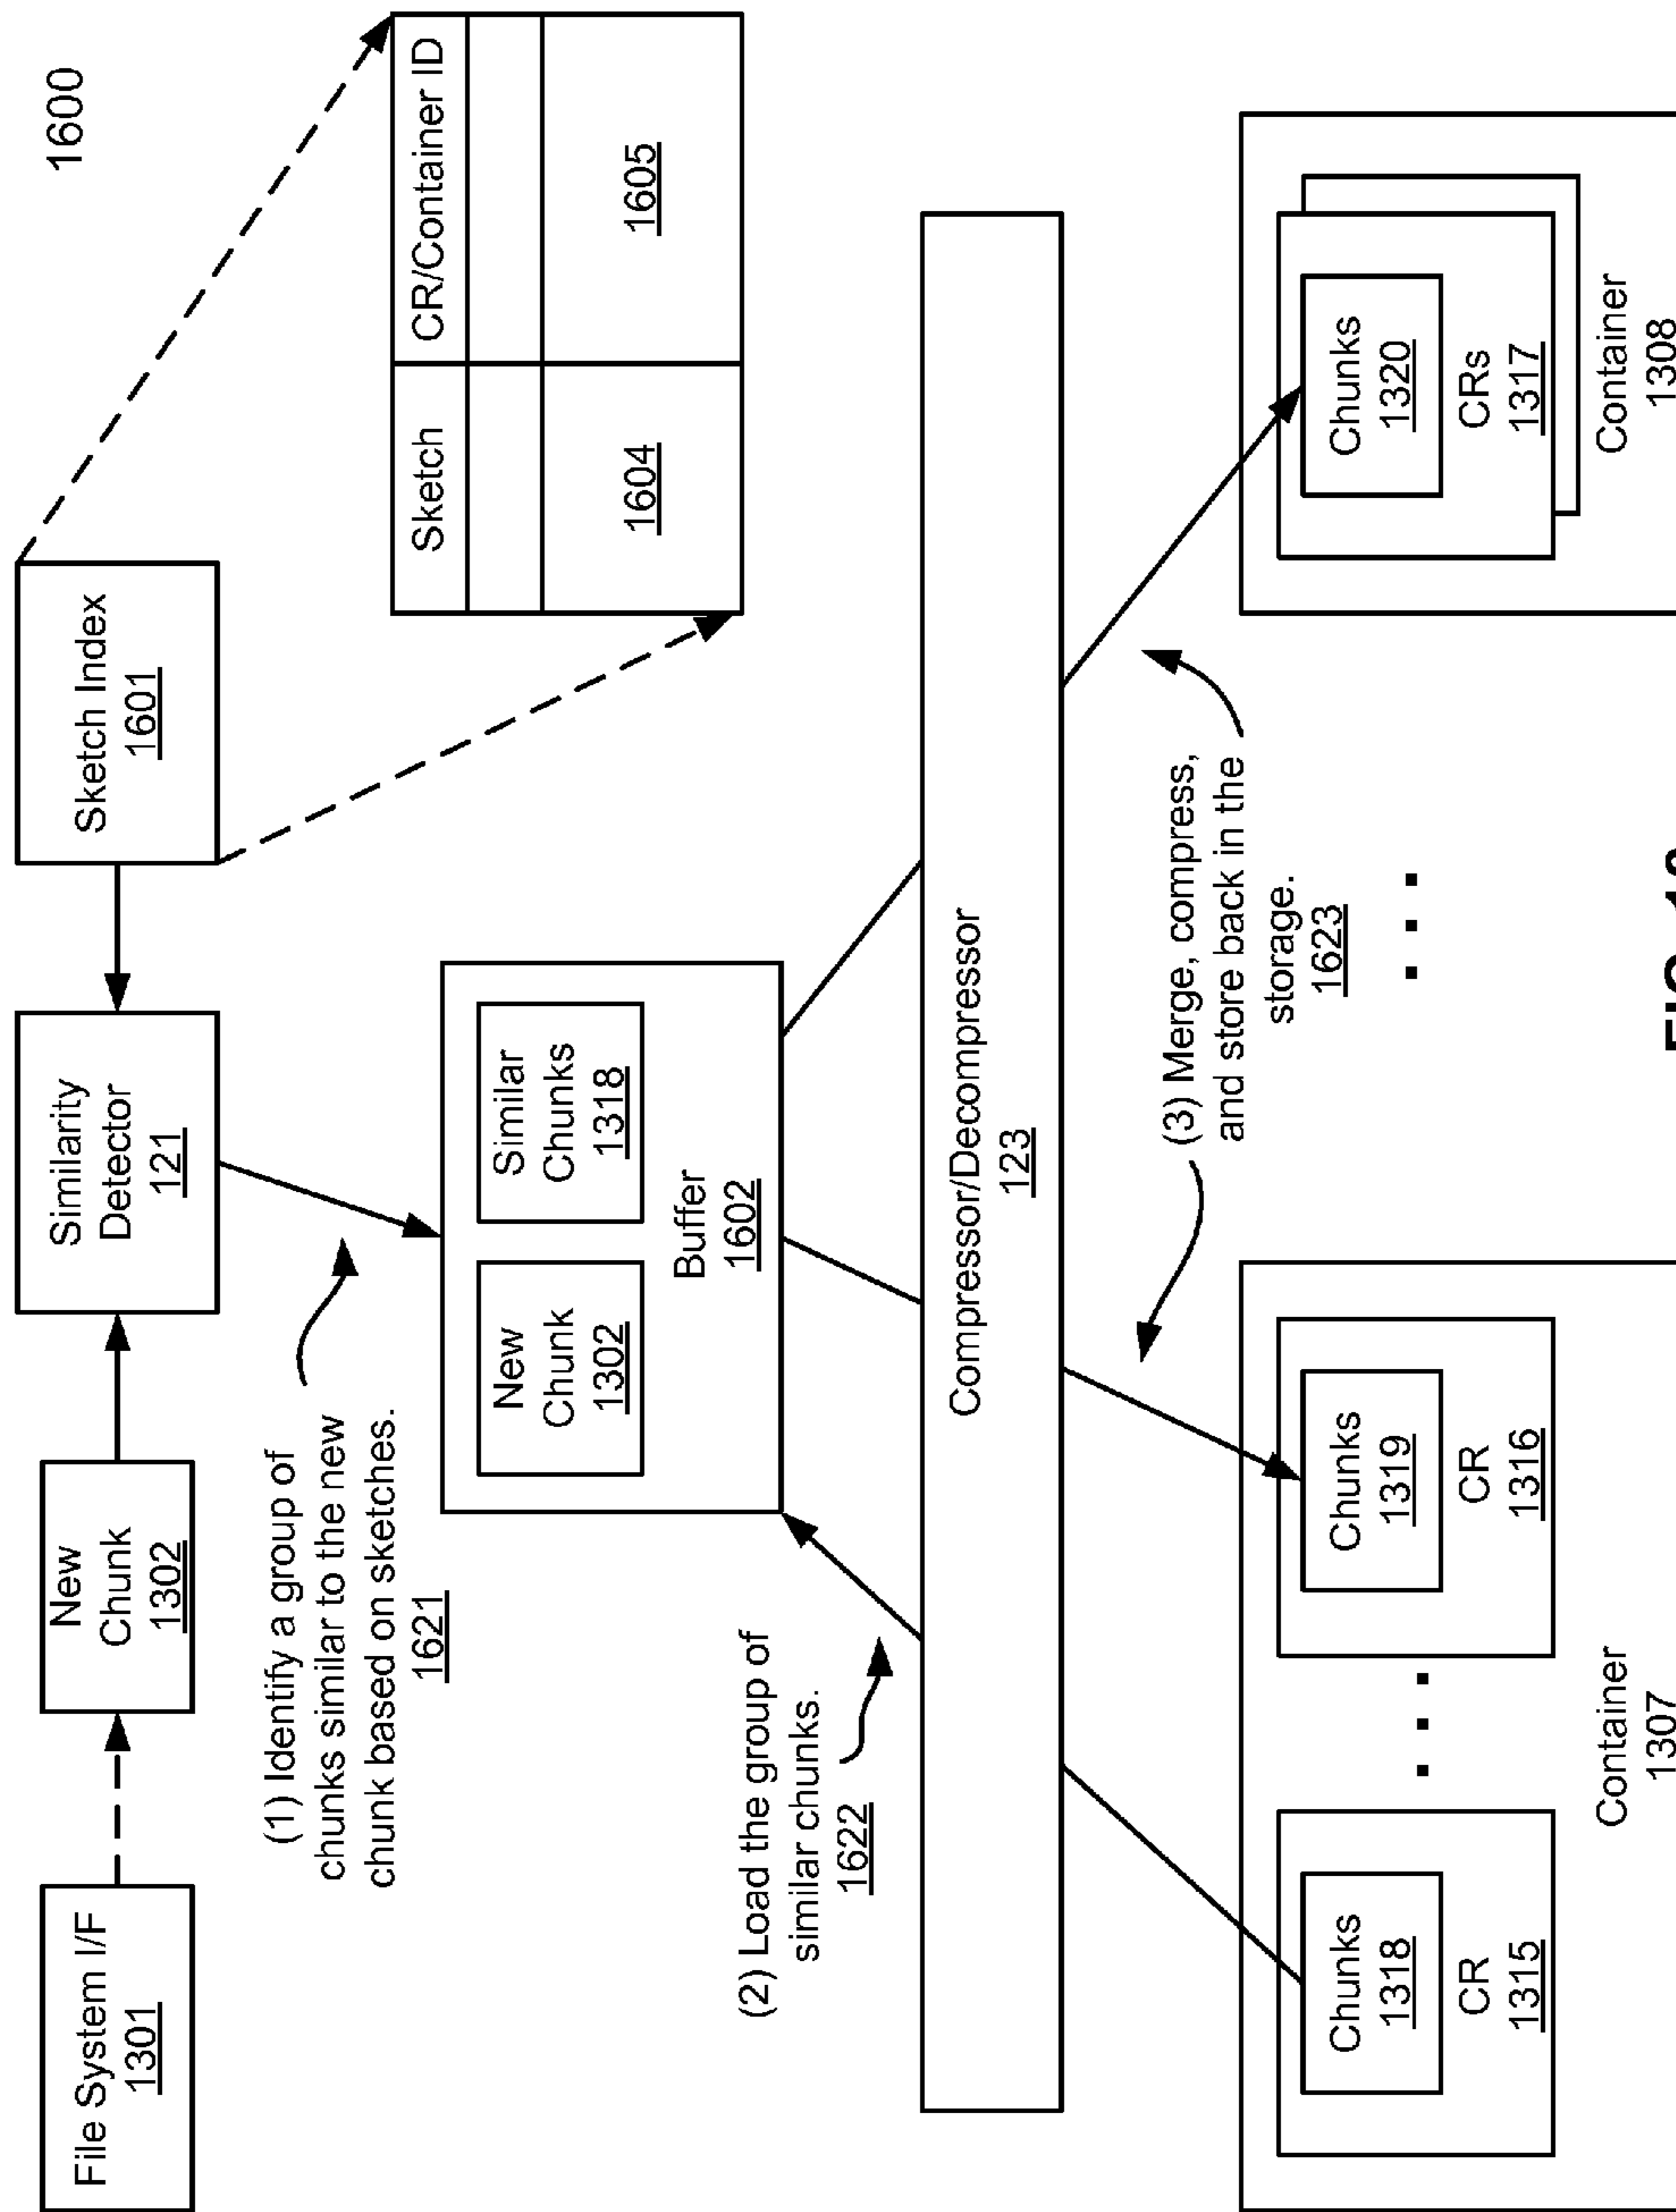 1600
File System I/F
1301
New
Chunk
1302
Similarity
Detector
121
Sketch Index
1601
Sketch
CR/Container ID
1604
1605
(1) Identify a group of
chunks similar to the new
chunk based on sketches.
1621
New
Chunk
1302
Similar
Chunks
1318
Buffer
1602
(2) Load the group of
similar chunks.
1622
Compressor/Decompressor
123
(3) Merge, compress,
and store back in the
storage.
1623
Chunks
1318
CR
1315
. . .
Chunks
1319
CR
1316
Container
1307
. . .
Chunks
1320
CRs
1317
Container
1308